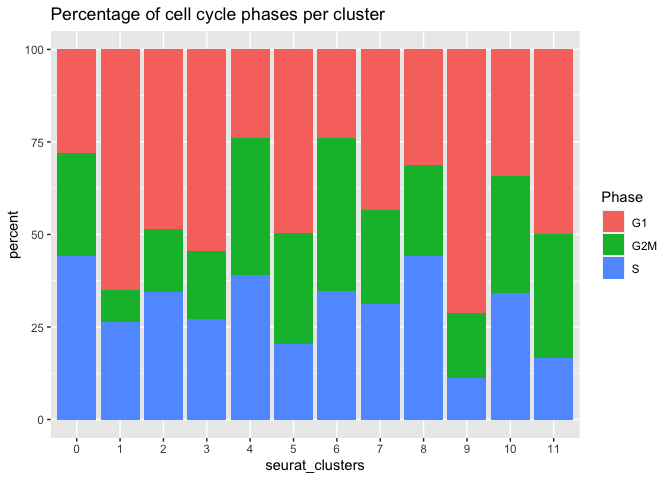 Percentage of cell cycle phases per cluster
100
75
50
25
0
percent
0 1 2 3 4 5 6 7 8 9 10 11
seurat_clusters
Phase
G1
G2M
S